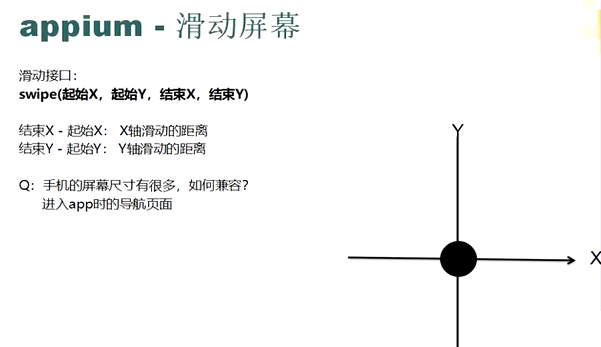 appium - 滑动屏幕
滑动接口：
swipe(起始X，起始Y，结束X，结束Y)
结束X - 起始X： X轴滑动的距离
结束Y - 起始Y： Y轴滑动的距离
Q：手机的屏幕尺寸有很多，如何兼容？
进入app时的导航页面
Y
X